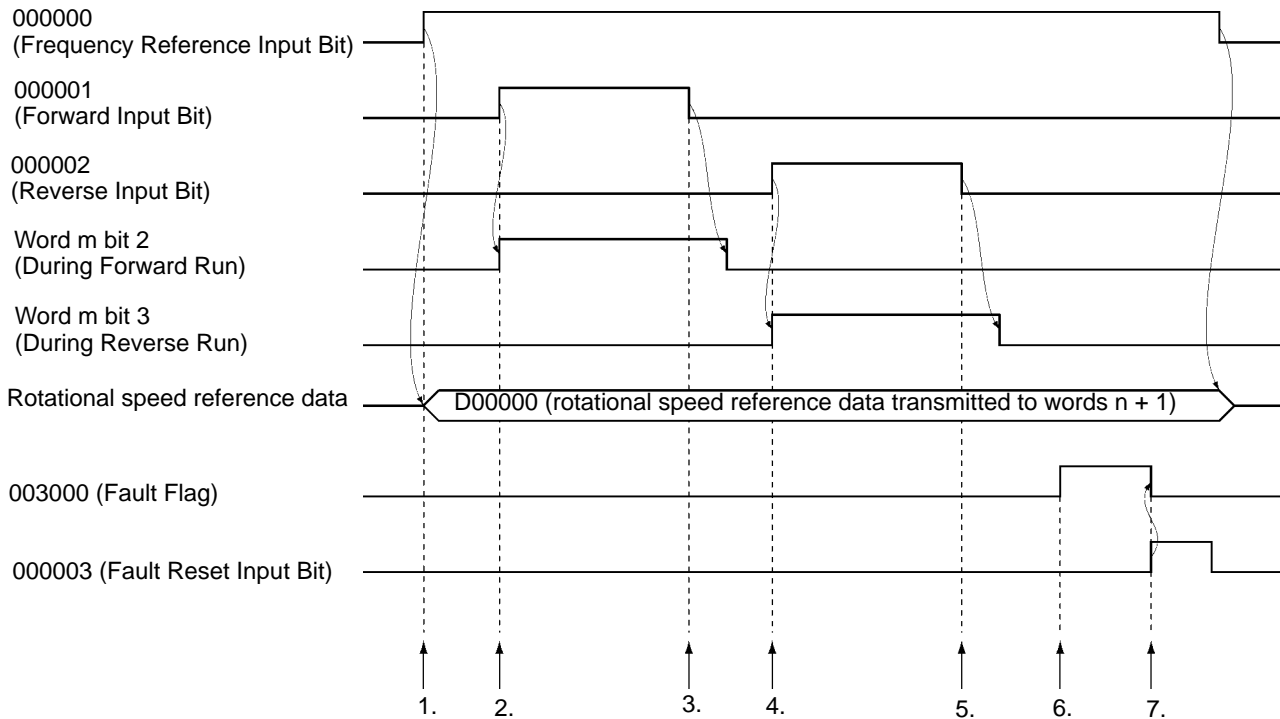 000000
(Frequency Reference Input Bit)
000001
(Forward Input Bit)
000002
(Reverse Input Bit)
Word m bit 2
(During Forward Run)
Word m bit 3
(During Reverse Run)
Rotational speed reference data
D00000 (rotational speed reference data transmitted to words n + 1)
003000 (Fault Flag)
000003 (Fault Reset Input Bit)
1. 2. 3. 4. 5. 6. 7.